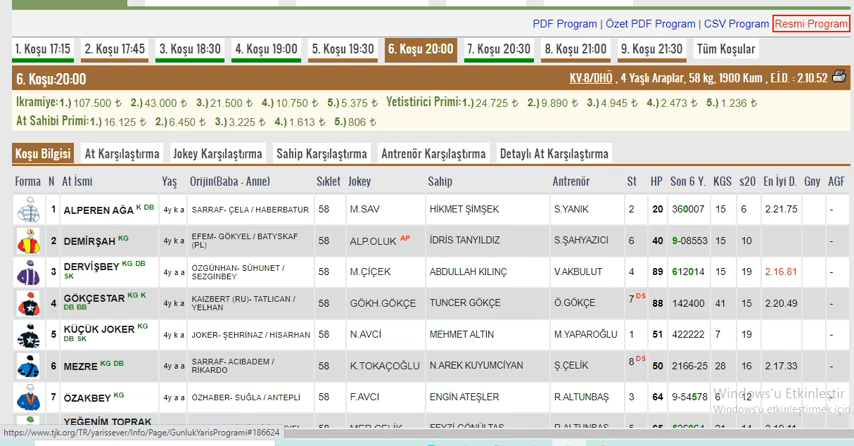 PDF Program | Özet PDF Program | CSV Program Resmi Program
1. Koşu 17:15 2. Koşu 17:45 3. Koşu 18:30 4. Koşu 19:00 5. Koşu 19:30 6. Koşu 20:00 7. Koşu 20:30 8. Koşu 21:00 9. Koşu 21:30 Tüm Koşular
6. Koşu:20:00 KV-8/DHÖ , 4 Yaşlı Araplar, 58 kg, 1900 Kum , E.İ.D. : 2.10.52
İkramiye:1.) 107.500 ₺ 2.) 43.000 ₺ 3.) 21.500 ₺ 4.) 10.750 ₺ 5.) 5.375 ₺ Yetistirici Primi:1.) 24.725 ₺ 2.) 9.890 ₺ 3.) 4.945 ₺ 4.) 2.473 ₺ 5.) 1.236 ₺
At Sahibi Primi:1.) 16.125 ₺ 2.) 6.450 ₺ 3.) 3.225 ₺ 4.) 1.613 ₺ 5.) 806 ₺
Koşu Bilgisi At Karşılaştırma Jokey Karşılaştırma Sahip Karşılaştırma Antrenör Karşılaştırma Detaylı At Karşılaştırma
Forma N At İsmi Yaş Orijin(Baba - Anne) Sıklet Jokey Sahip Antrenör St HP Son 6 Y. KGS s20 En İyi D. Gny AGF
1 ALPEREN AĞA K DB 4y k a SARRAF- ÇELA / HABERBATUR 58 M.SAV HİKMET ŞİMŞEK S.YANIK 2 20 360007 15 6 2.21.75 -
2 DEMİRŞAH KG 4y k a EFEM- GÖKYEL / BATYSKAF (PL) 58 ALP.OLUK AP İDRİS TANYILDIZ S.ŞAHYAZICI 6 40 9-08553 15 10 -
3 DERVİŞBEY KG DB SK 4y a a ÖZGÜNHAN- SÜHUNET / SEZGİNBEY 58 M.ÇİÇEK ABDULLAH KILINÇ V.AKBULUT 4 89 612014 15 19 2.16.81 -
4 GÖKÇESTAR KG K DB BB 4y k a KAIZBERT (RU)- TATLICAN / YELHAN 58 GÖKH.GÖKÇE TUNCER GÖKÇE Ö.GÖKÇE 7 DS 88 142400 41 15 2.20.49 -
5 KÜÇÜK JOKER KG DB SK 4y k a JOKER- ŞEHRİNAZ / HİSARHAN 58 N.AVCİ MEHMET ALTIN M.YAPAROĞLU 1 51 422222 7 19 -
6 MEZRE KG DB 4y a a SARRAF- ACIBADEM / RİKARDO 58 K.TOKAÇOĞLU N.AREK KUYUMCİYAN Ş.ÇELİK 8 DS 50 2166-25 28 16 2.17.33 -
7 ÖZAKBEY KG 4y a a ÖZHABER- SUĞLA / ANTEPLİ 58 F.AVCI ENGİN ATEŞLER R.ALTUNBAŞ 3 64 9-54578 6 12 -
YEĞENİM TOPRAK
Windows'u Etkinleştir
Windows'u etkinleştirmek için
https://www.tjk.org/TR/yarissever/Info/Page/GunlukYarisProgrami#186624